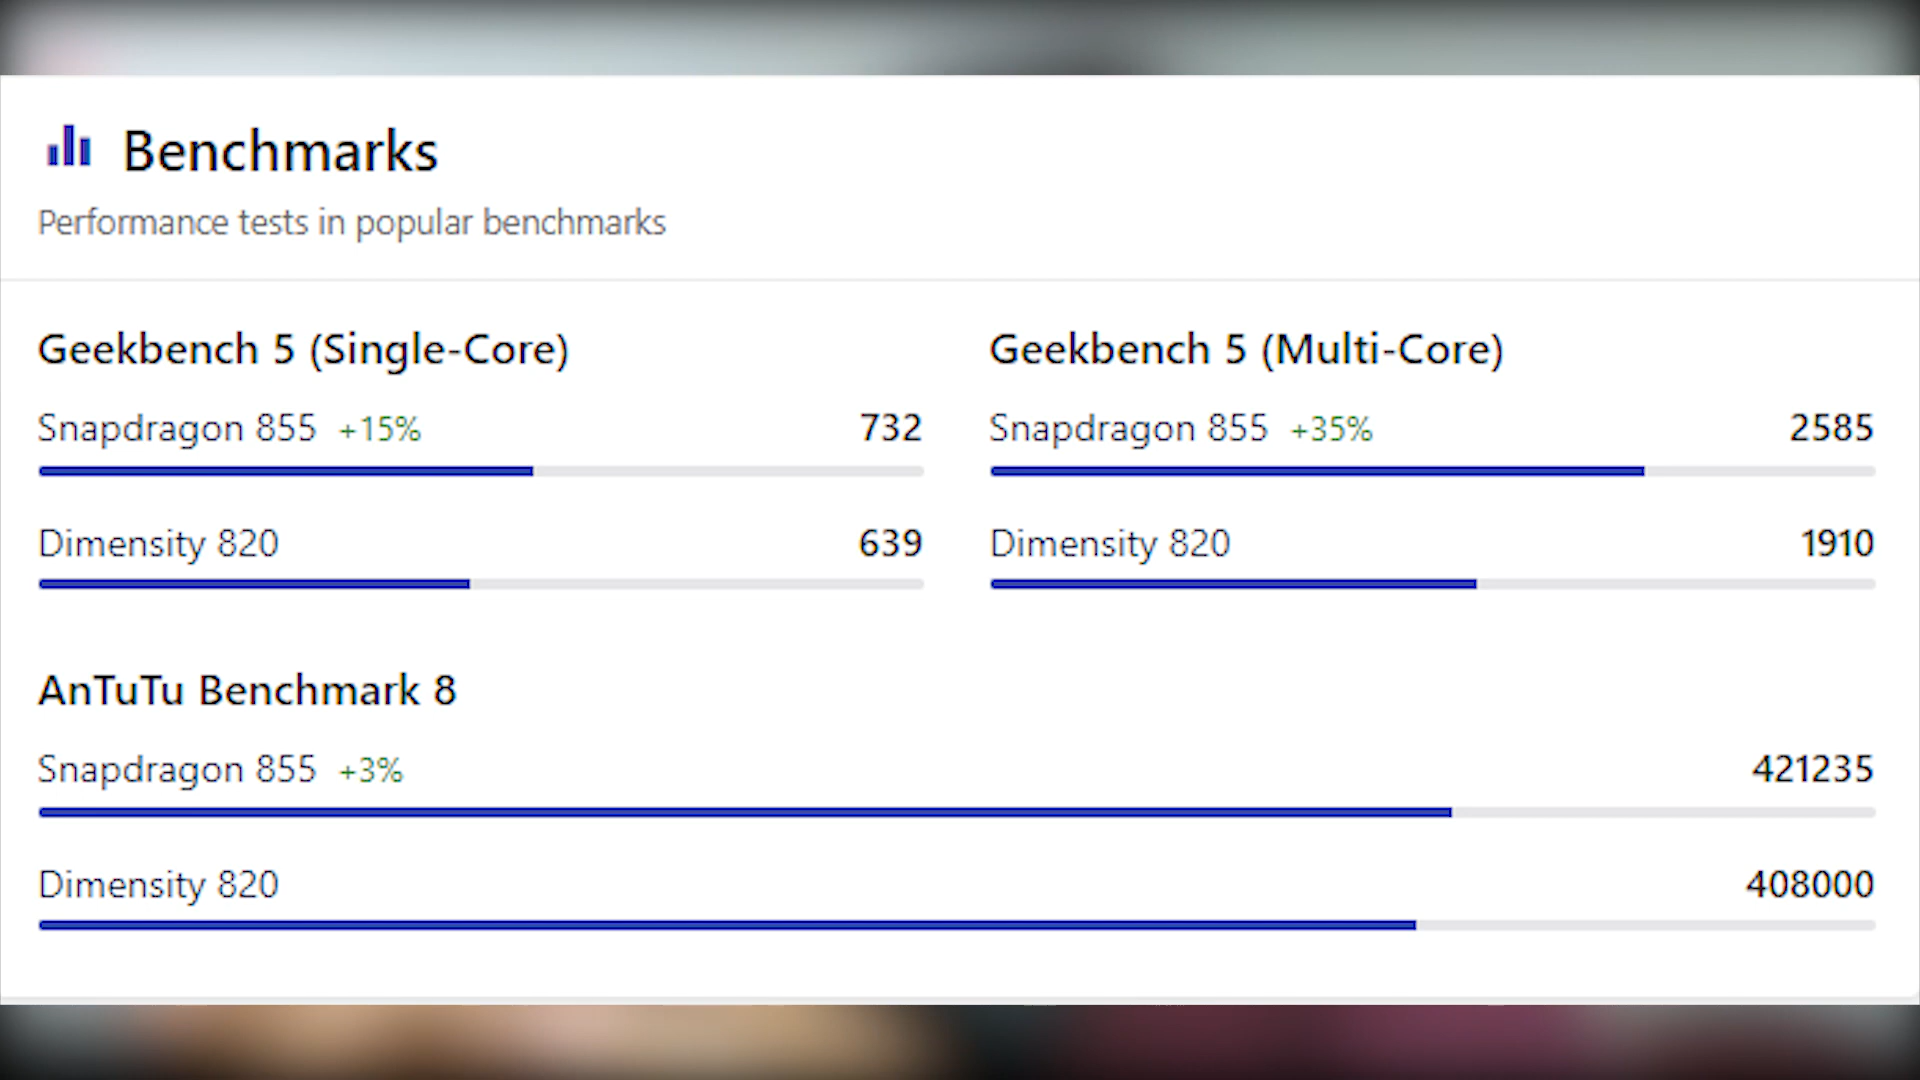 Benchmarks
Performance tests in popular benchmarks
Geekbench 5 (Single-Core)
Snapdragon 855 +15% 732
Dimensity 820 639
Geekbench 5 (Multi-Core)
Snapdragon 855 +35% 2585
Dimensity 820 1910
AnTuTu Benchmark 8
Snapdragon 855 +3% 421235
Dimensity 820 408000